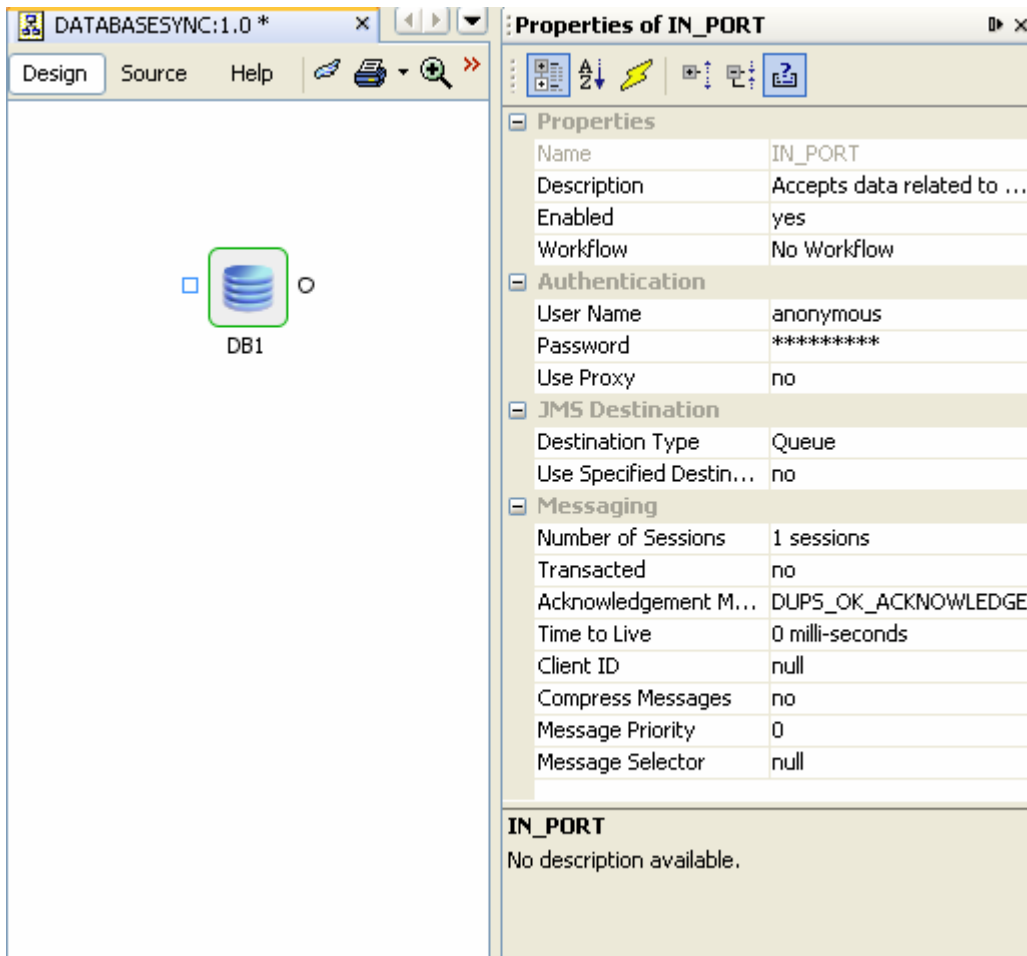 DATABASESYNC:1.0 *
Design Source Help
DB1
Properties of IN_PORT
Properties
Name IN_PORT
Description Accepts data related to ...
Enabled yes
Workflow No Workflow
Authentication
User Name anonymous
Password *********
Use Proxy no
JMS Destination
Destination Type Queue
Use Specified Destin... no
Messaging
Number of Sessions 1 sessions
Transacted no
Acknowledgement M... DUPS_OK_ACKNOWLEDGE
Time to Live 0 milli-seconds
Client ID null
Compress Messages no
Message Priority 0
Message Selector null
IN_PORT
No description available.